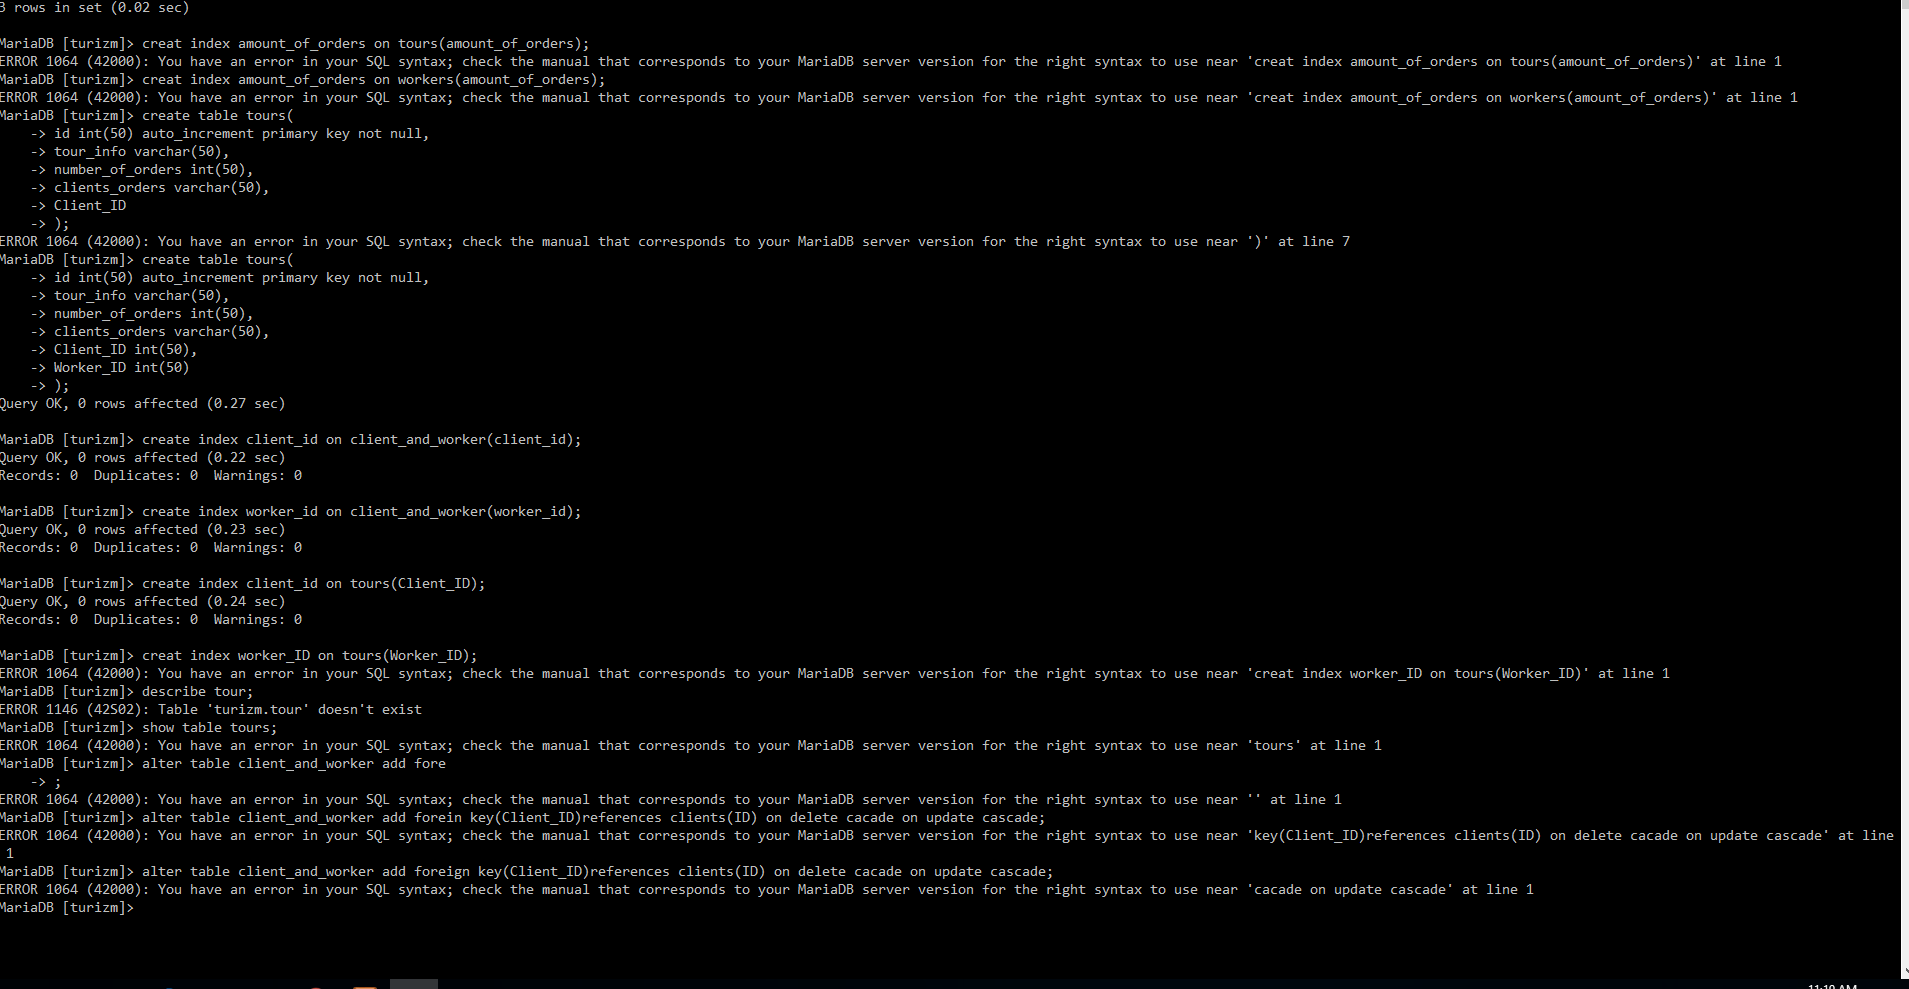 3 rows in set (0.02 sec)
MariaDB [turizm]> creat index amount_of_orders on tours(amount_of_orders);
ERROR 1064 (42000): You have an error in your SQL syntax; check the manual that corresponds to your MariaDB server version for the right syntax to use near 'creat index amount_of_orders on tours(amount_of_orders)' at line 1
MariaDB [turizm]> creat index amount_of_orders on workers(amount_of_orders);
ERROR 1064 (42000): You have an error in your SQL syntax; check the manual that corresponds to your MariaDB server version for the right syntax to use near 'creat index amount_of_orders on workers(amount_of_orders)' at line 1
MariaDB [turizm]> create table tours(
-> id int(50) auto_increment primary key not null,
-> tour_info varchar(50),
-> number_of_orders int(50),
-> clients_orders varchar(50),
-> Client_ID
-> );
ERROR 1064 (42000): You have an error in your SQL syntax; check the manual that corresponds to your MariaDB server version for the right syntax to use near ')' at line 7
MariaDB [turizm]> create table tours(
-> id int(50) auto_increment primary key not null,
-> tour_info varchar(50),
-> number_of_orders int(50),
-> clients_orders varchar(50),
-> Client_ID int(50),
-> Worker_ID int(50)
-> );
Query OK, 0 rows affected (0.27 sec)
MariaDB [turizm]> create index client_id on client_and_worker(client_id);
Query OK, 0 rows affected (0.22 sec)
Records: 0  Duplicates: 0  Warnings: 0
MariaDB [turizm]> create index worker_id on client_and_worker(worker_id);
Query OK, 0 rows affected (0.23 sec)
Records: 0  Duplicates: 0  Warnings: 0
MariaDB [turizm]> create index client_id on tours(Client_ID);
Query OK, 0 rows affected (0.24 sec)
Records: 0  Duplicates: 0  Warnings: 0
MariaDB [turizm]> creat index worker_ID on tours(Worker_ID);
ERROR 1064 (42000): You have an error in your SQL syntax; check the manual that corresponds to your MariaDB server version for the right syntax to use near 'creat index worker_ID on tours(Worker_ID)' at line 1
MariaDB [turizm]> describe tour;
ERROR 1146 (42S02): Table 'turizm.tour' doesn't exist
MariaDB [turizm]> show table tours;
ERROR 1064 (42000): You have an error in your SQL syntax; check the manual that corresponds to your MariaDB server version for the right syntax to use near 'tours' at line 1
MariaDB [turizm]> alter table client_and_worker add fore
-> ;
ERROR 1064 (42000): You have an error in your SQL syntax; check the manual that corresponds to your MariaDB server version for the right syntax to use near '' at line 1
MariaDB [turizm]> alter table client_and_worker add forein key(Client_ID)references clients(ID) on delete cacade on update cascade;
ERROR 1064 (42000): You have an error in your SQL syntax; check the manual that corresponds to your MariaDB server version for the right syntax to use near 'key(Client_ID)references clients(ID) on delete cacade on update cascade' at line
1
MariaDB [turizm]> alter table client_and_worker add foreign key(Client_ID)references clients(ID) on delete cacade on update cascade;
ERROR 1064 (42000): You have an error in your SQL syntax; check the manual that corresponds to your MariaDB server version for the right syntax to use near 'cacade on update cascade' at line 1
MariaDB [turizm]>